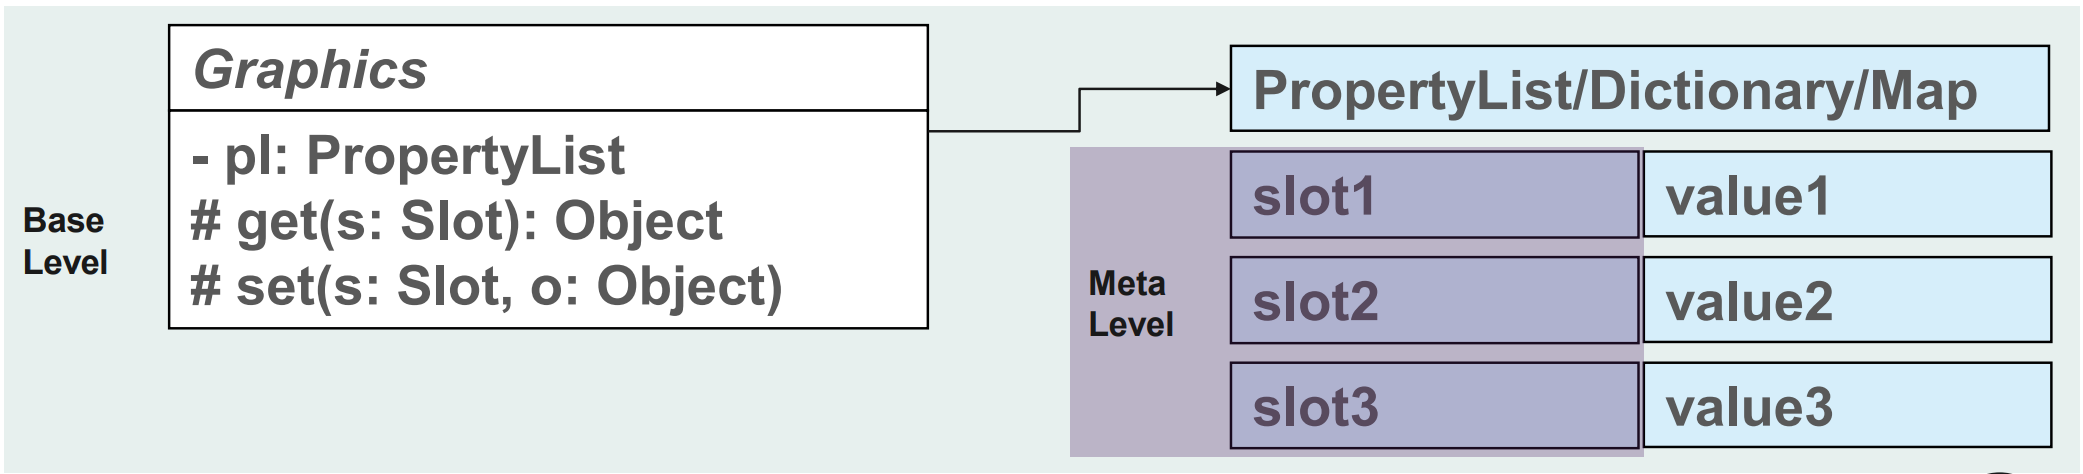 Graphics
- pl: PropertyList
# get(s: Slot): Object
# set(s: Slot, o: Object)
Base
Level
PropertyList/Dictionary/Map
slot1 value1
slot2 value2
slot3 value3
Meta
Level